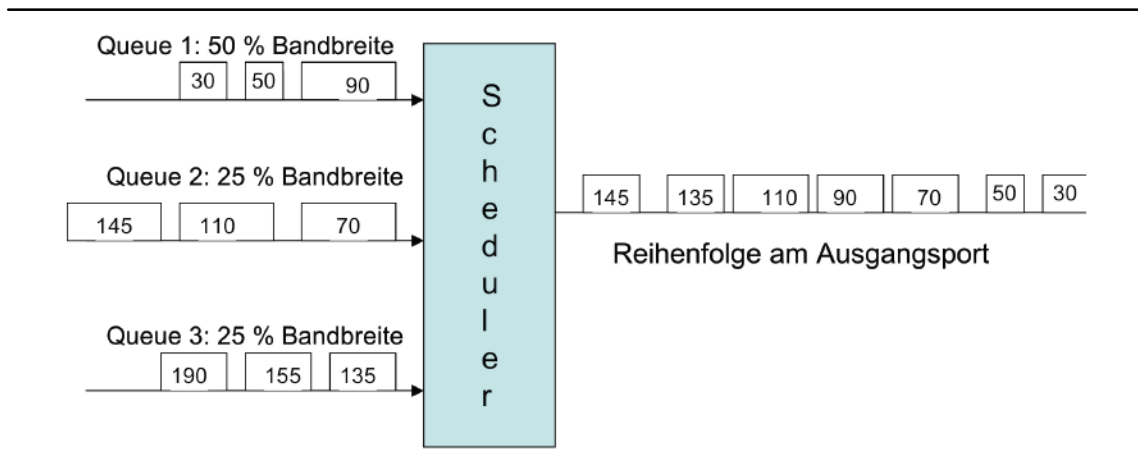 Queue 1: 50 % Bandbreite
30 50 90
Queue 2: 25 % Bandbreite
145 110 70
Queue 3: 25 % Bandbreite
190 155 135
Scheduler
145 135 110 90 70 50 30
Reihenfolge am Ausgangsport